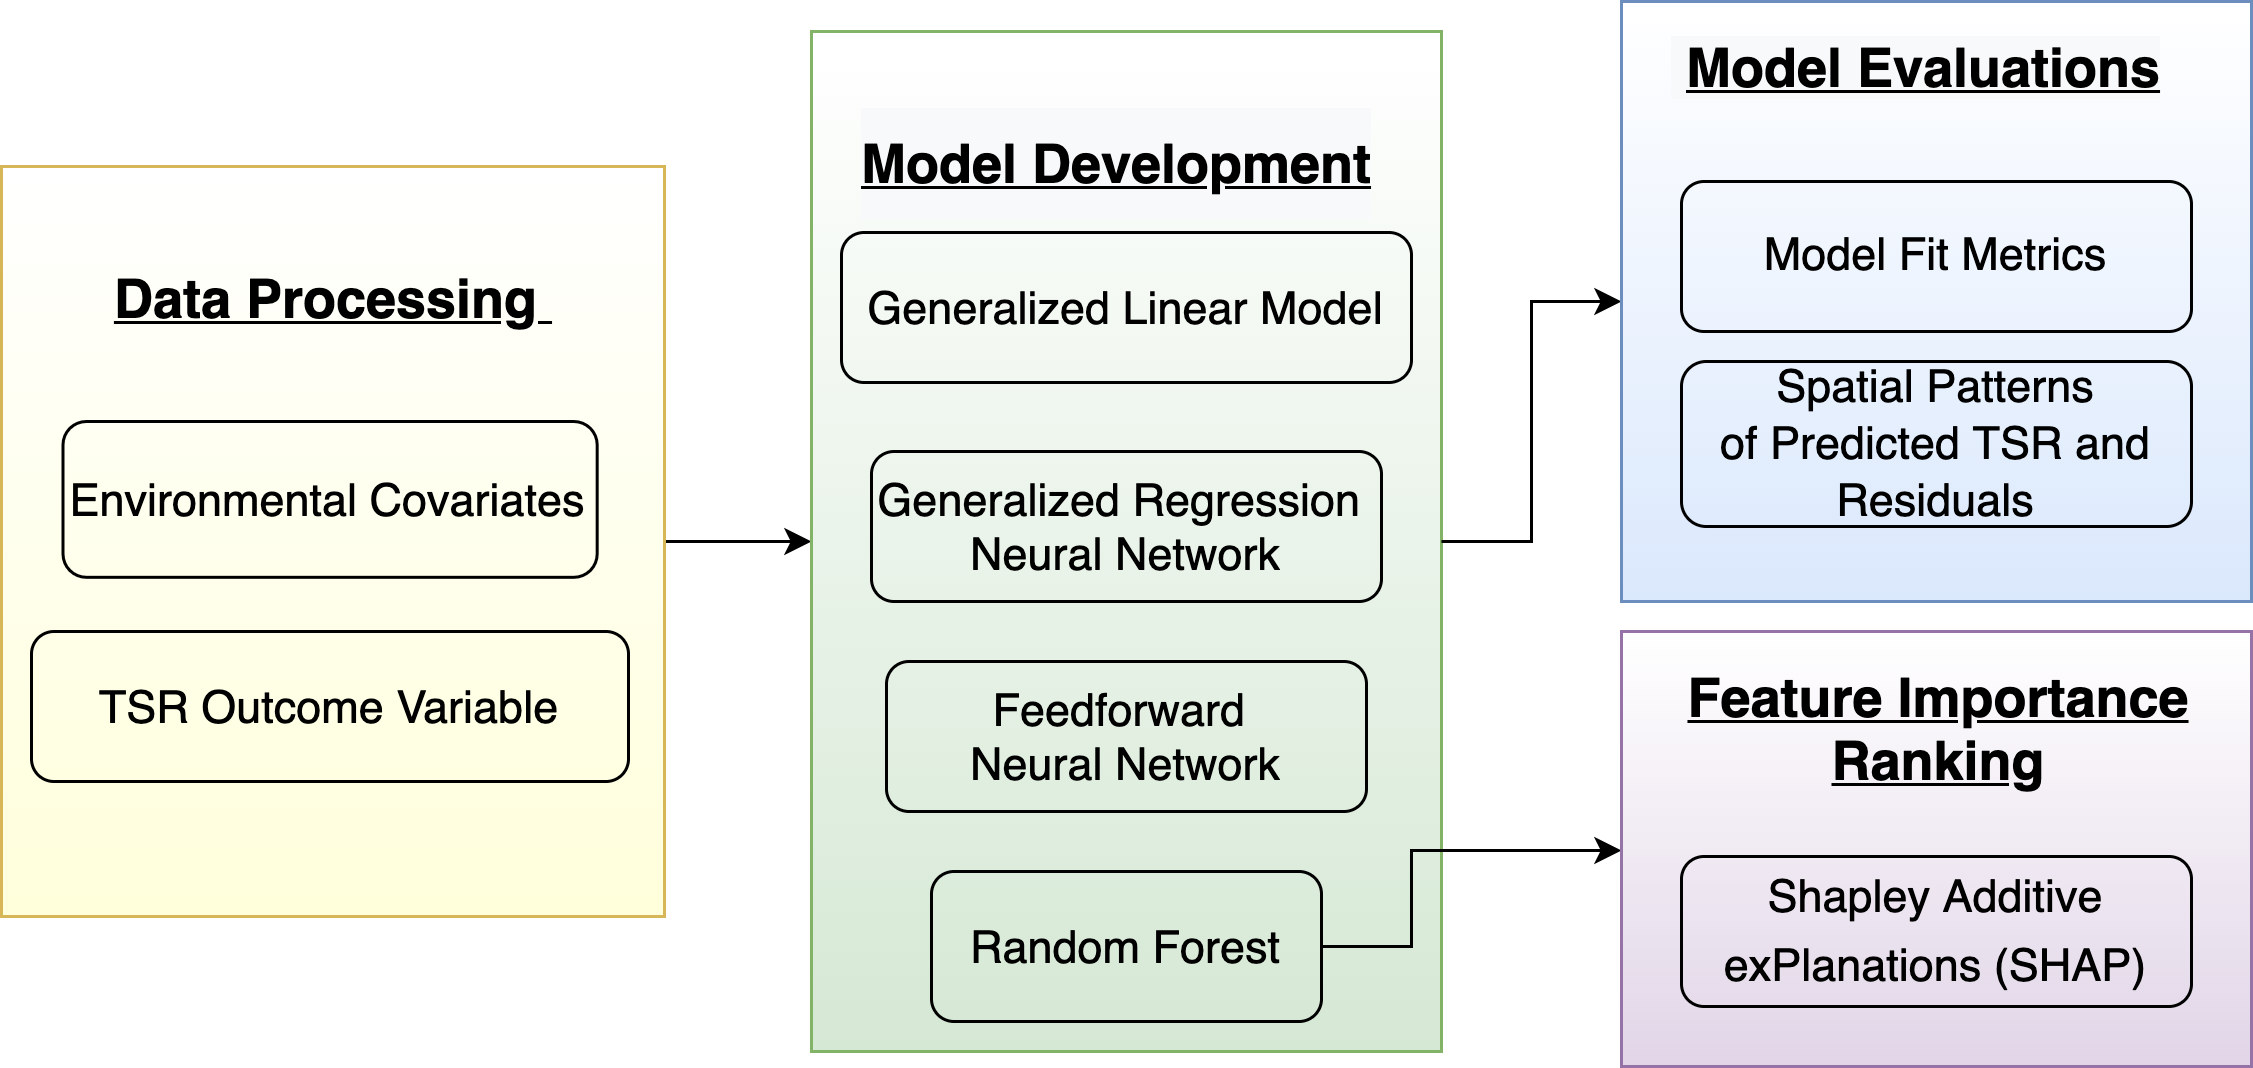 Data Processing
Environmental Covariates
TSR Outcome Variable
Model Development
Generalized Linear Model
Generalized Regression
Neural Network
Feedforward
Neural Network
Random Forest
Model Evaluations
Model Fit Metrics
Spatial Patterns
of Predicted TSR and
Residuals
Feature Importance
Ranking
Shapley Additive
exPlanations (SHAP)